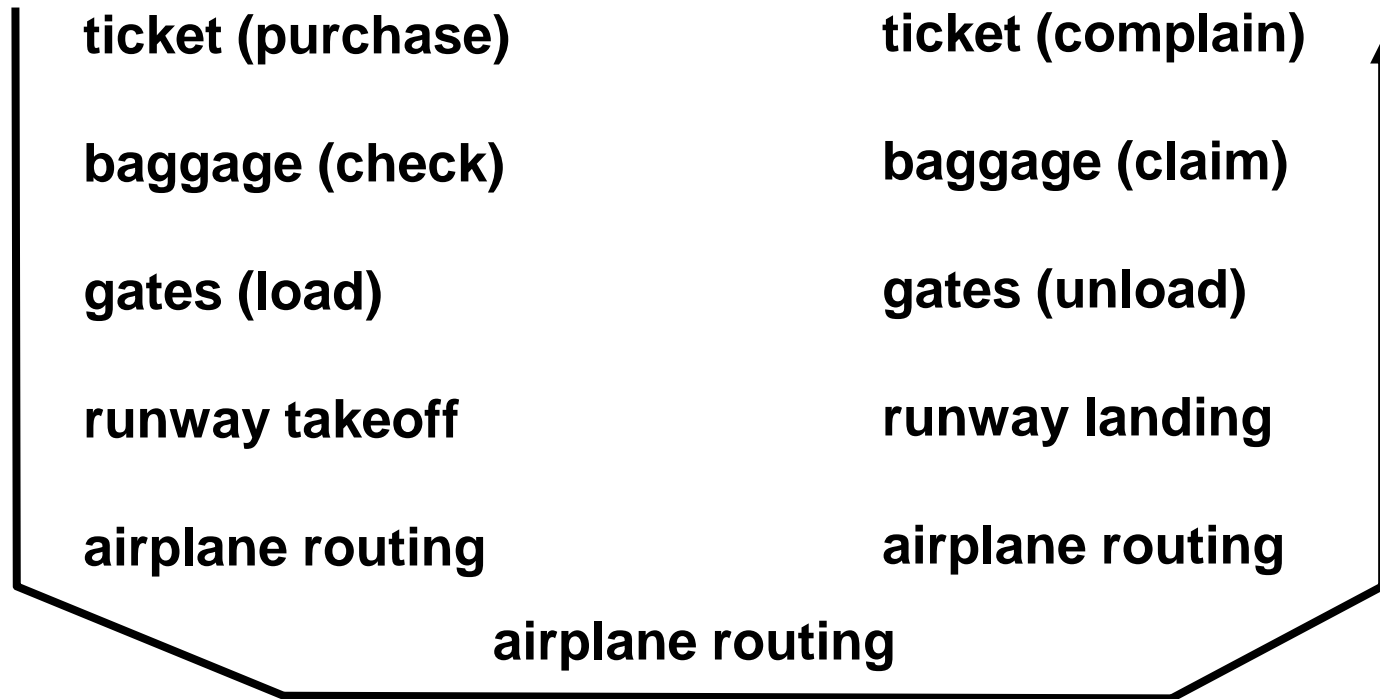 ticket (purchase)
ticket (complain)
baggage (check)
baggage (claim)
gates (load)
gates (unload)
runway takeoff
runway landing
airplane routing
airplane routing
airplane routing